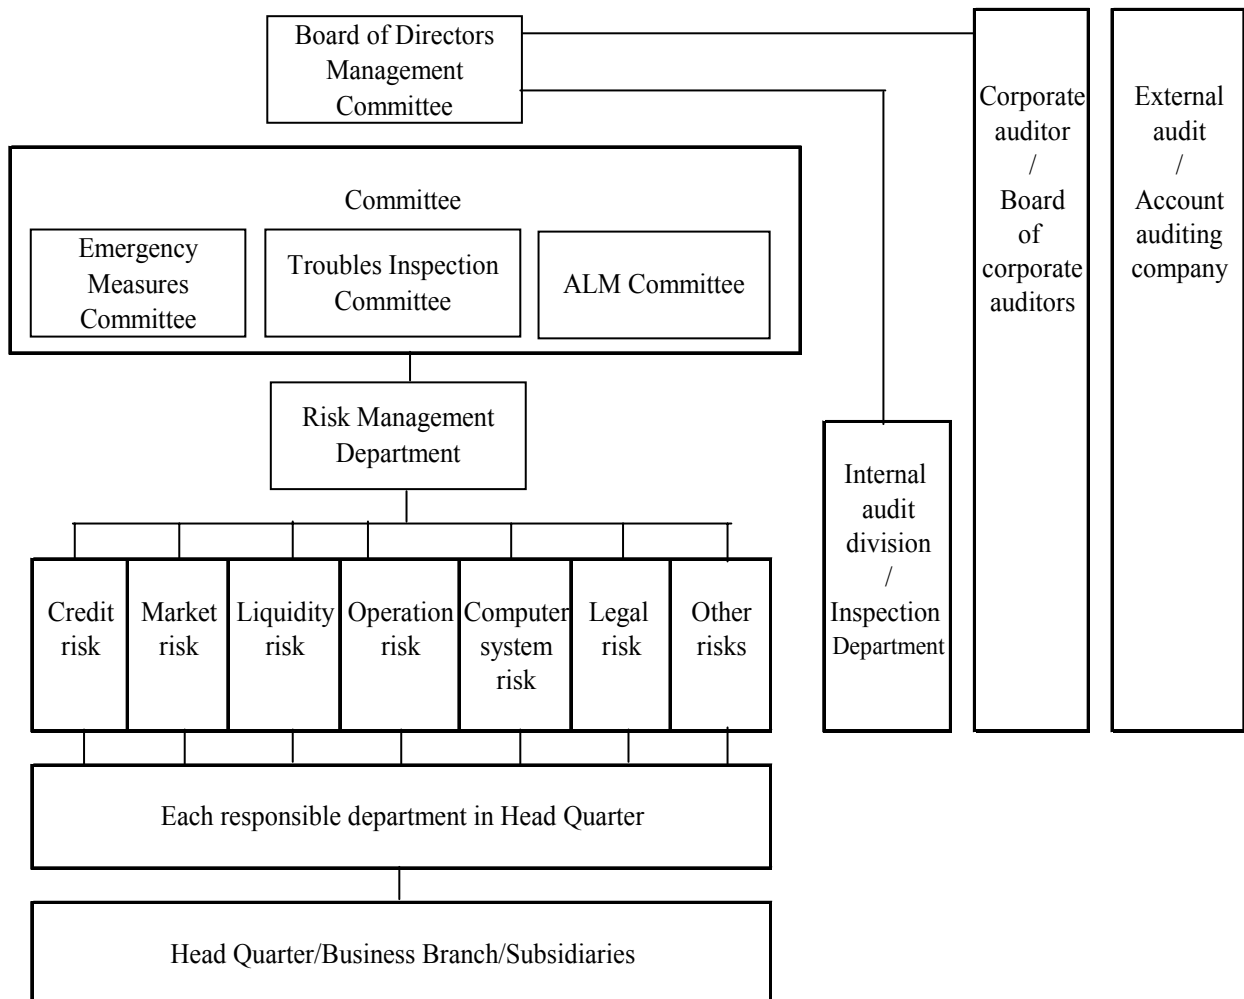 Board of Directors
Management
Committee
Corporate
auditor
/
Board
of
corporate
auditors
External
audit
/
Account
auditing
company
Committee
Emergency
Measures
Committee
Troubles Inspection
Committee
ALM Committee
Risk Management
Department
Internal
audit
division
/
Inspection
Department
Credit
risk
Market
risk
Liquidity
risk
Operation
risk
Computer
system
risk
Legal
risk
Other
risks
Each responsible department in Head Quarter
Head Quarter/Business Branch/Subsidiaries